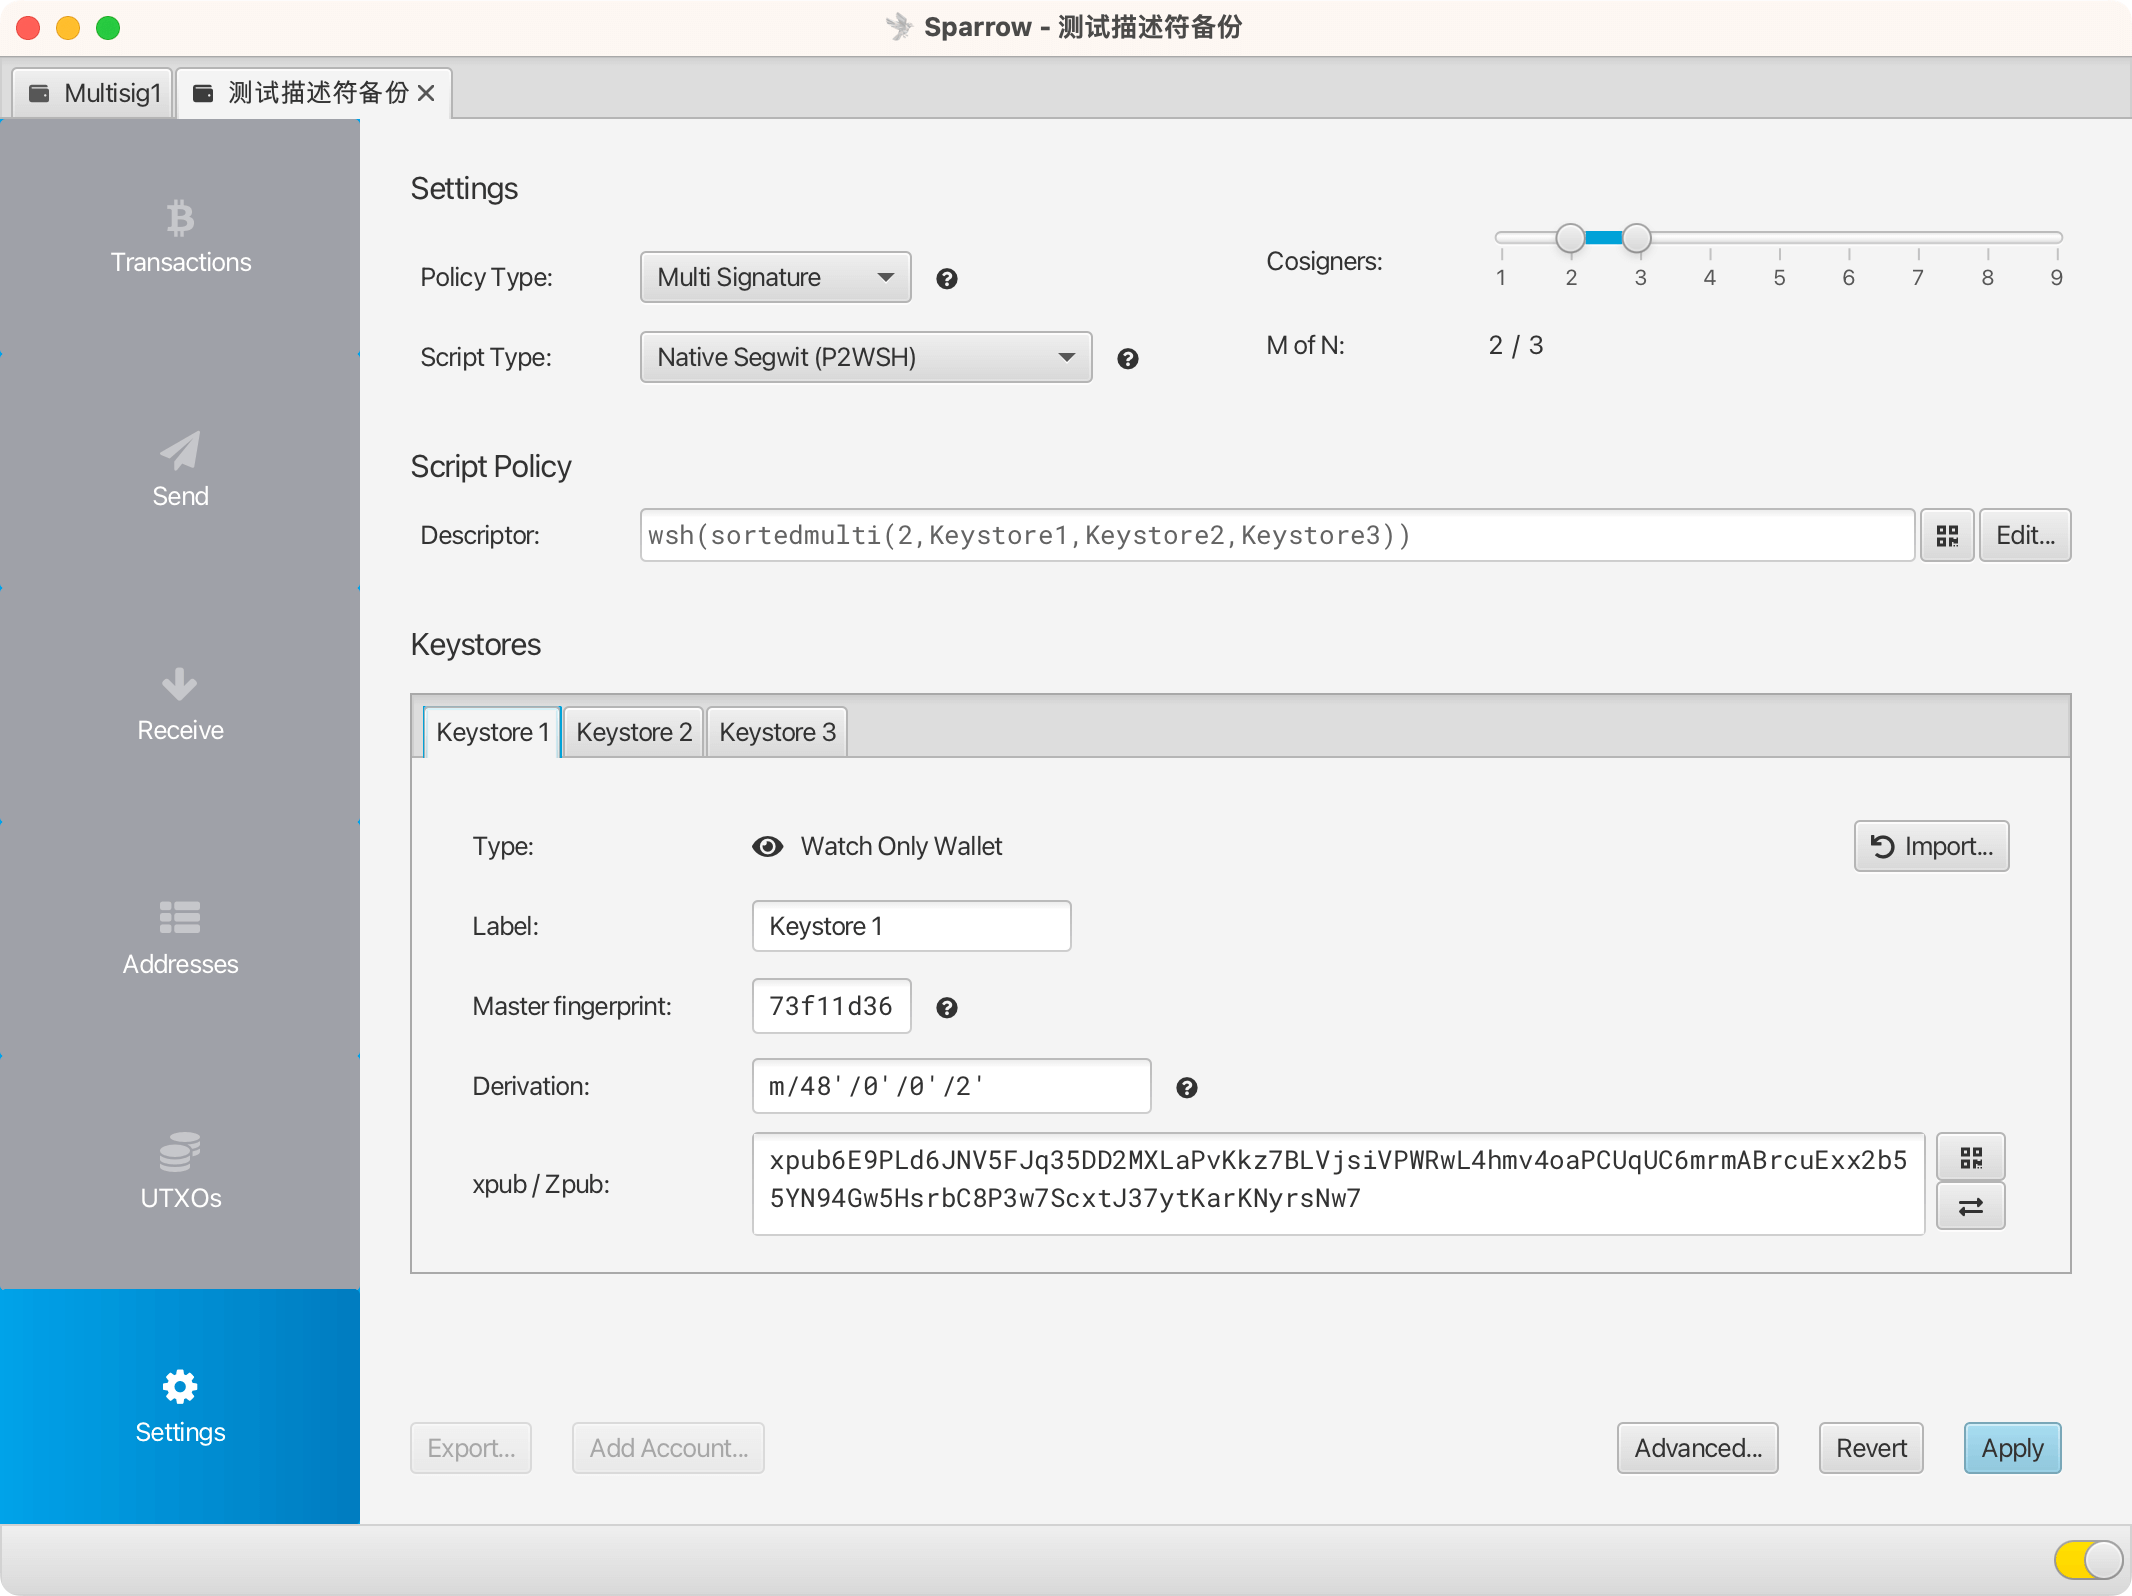 Sparrow - 测试描述符备份
Multisig1
测试描述符备份
Transactions
Send
Receive
Addresses
UTXOs
Settings
Settings
Policy Type:
Multi Signature
Cosigners:
1 2 3 4 5 6 7 8 9
Script Type:
Native Segwit (P2WSH)
M of N:
2 / 3
Script Policy
Descriptor:
wsh(sortedmulti(2,Keystore1,Keystore2,Keystore3))
Edit...
Keystores
Keystore 1
Keystore 2
Keystore 3
Type:
Watch Only Wallet
Import...
Label:
Keystore 1
Master fingerprint:
73f11d36
Derivation:
m/48'/0'/0'/2'
xpub / Zpub:
xpub6E9PLd6JNV5FJq35DD2MXLaPvKkz7BLVjsiVPWRwL4hmv4oaPCUqUC6mrmABrcuExx2b5
5YN94Gw5HsrbC8P3w7ScxtJ37ytKarKNyrsNw7
Export...
Add Account...
Advanced...
Revert
Apply